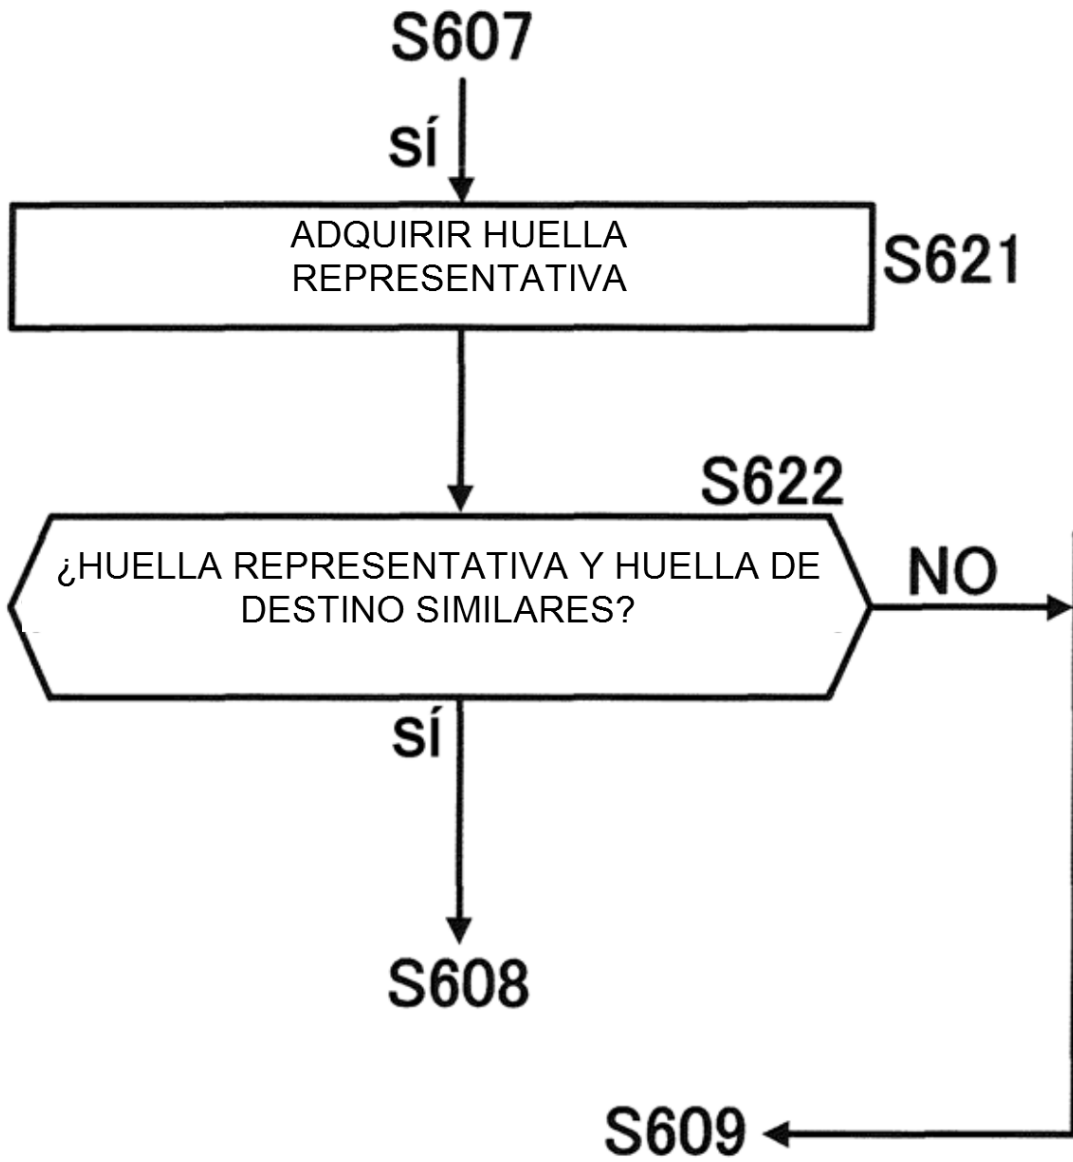 S607
SÍ
ADQUIRIR HUELLA
REPRESENTATIVA
S621
S622
¿HUELLA REPRESENTATIVA Y HUELLA DE
DESTINO SIMILARES?
NO
SÍ
S608
S609